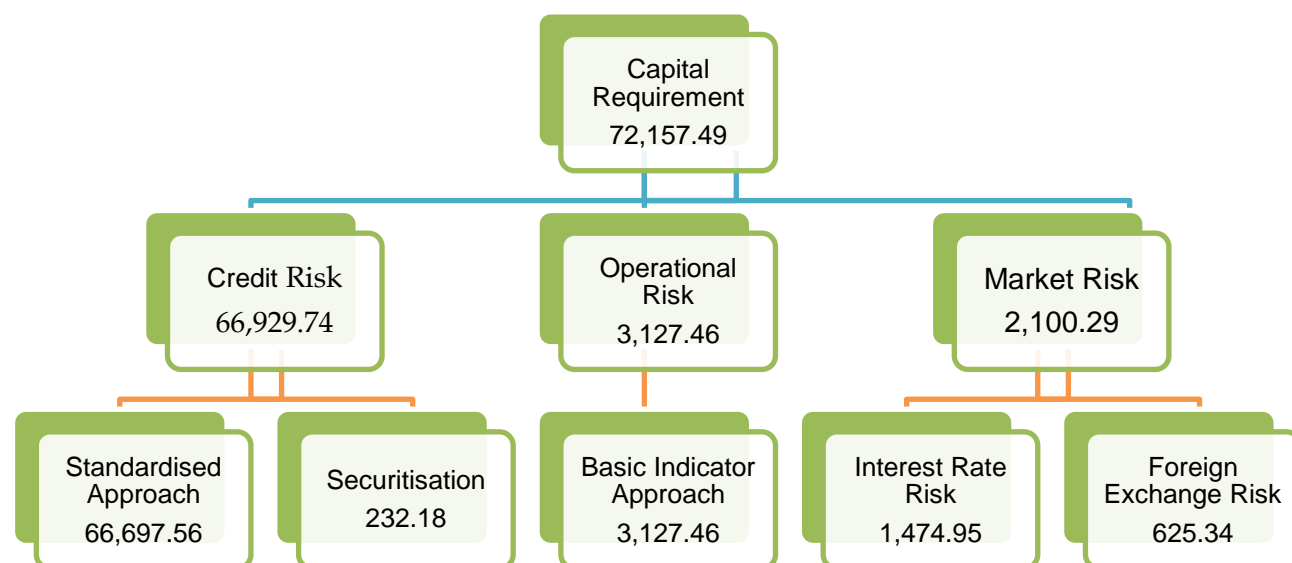 Capital
Requirement
72,157.49
Credit Risk
66,929.74
Operational
Risk
3,127.46
Market Risk
2,100.29
Standardised
Approach
66,697.56
Securitisation
232.18
Basic Indicator
Approach
3,127.46
Interest Rate
Risk
1,474.95
Foreign
Exchange Risk
625.34